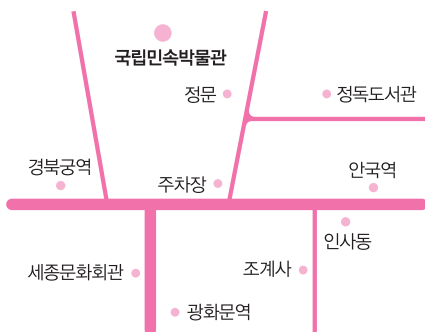 국립민속박물관
정문
정독도서관
경북궁역
주차장
안국역
인사동
세종문화회관
조계사
광화문역